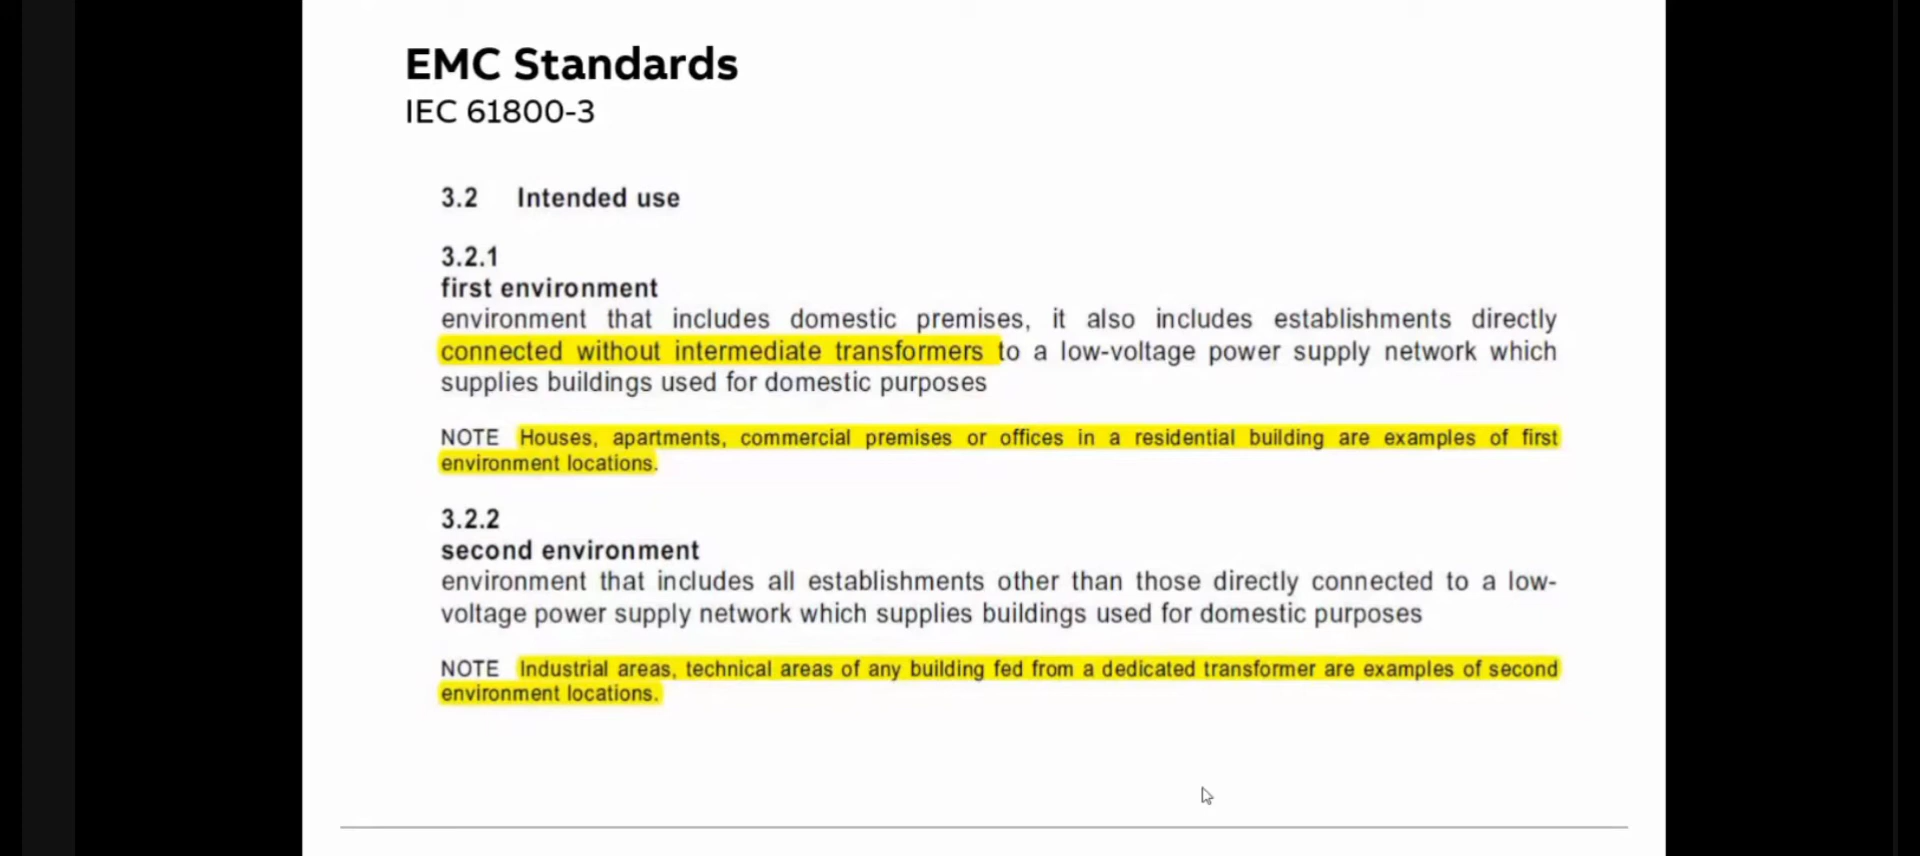 EMC Standards
IEC 61800-3
3.2 Intended use
3.2.1
first environment
environment that includes domestic premises, it also includes establishments directly
connected without intermediate transformers to a low-voltage power supply network which
supplies buildings used for domestic purposes
NOTE Houses, apartments, commercial premises or offices in a residential building are examples of first
environment locations.
3.2.2
second environment
environment that includes all establishments other than those directly connected to a low-
voltage power supply network which supplies buildings used for domestic purposes
NOTE Industrial areas, technical areas of any building fed from a dedicated transformer are examples of second
environment locations.